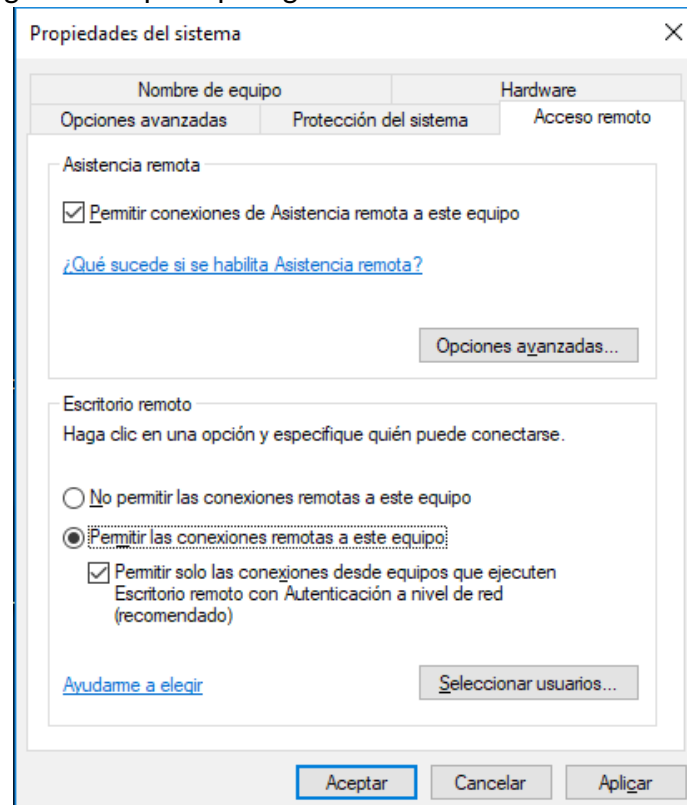 Propiedades del sistema
Nombre de equipo Hardware
Opciones avanzadas Protección del sistema Acceso remoto
Asistencia remota
Permitir conexiones de Asistencia remota a este equipo
¿Qué sucede si se habilita Asistencia remota?
Opciones avanzadas...
Escritorio remoto
Haga clic en una opción y especifique quién puede conectarse.
No permitir las conexiones remotas a este equipo
Permitir las conexiones remotas a este equipo
Permitir solo las conexiones desde equipos que ejecuten
Escritorio remoto con Autenticación a nivel de red
(recomendado)
Ayudarme a elegir Seleccionar usuarios...
Aceptar Cancelar Aplicar